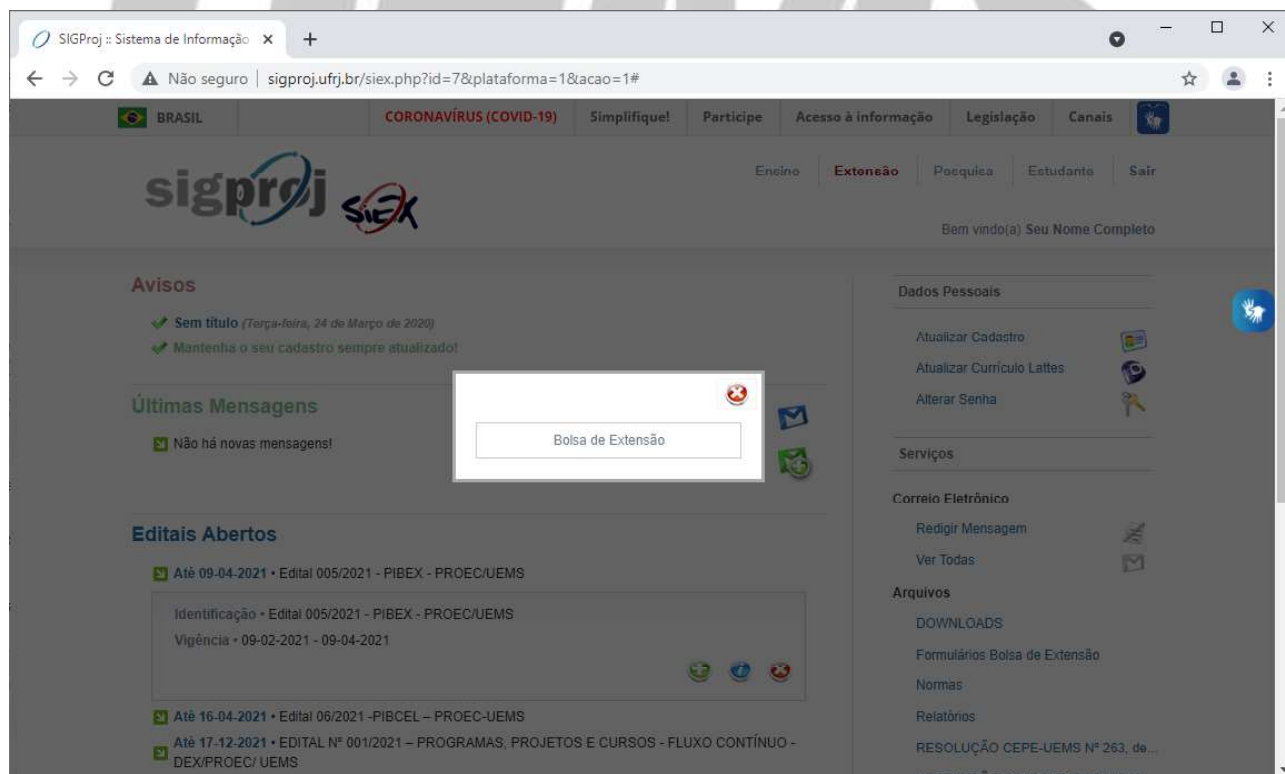 SIGProj :: Sistema de Informação
Não seguro | sigproj.ufrj.br/siex.php?id=7&plataforma=1&acao=1#
BRASIL CORONAVÍRUS (COVID-19) Simplifique! Participe Acesso à informação Legislação Canais
sigproj SiEX
Ensino Extensão Pesquisa Estudante Sair
Bem vindo(a) Seu Nome Completo
Avisos
Sem título (Terça-feira, 24 de Março de 2020)
Mantenha o seu cadastro sempre atualizado!
Últimas Mensagens
Não há novas mensagens!
Bolsa de Extensão
Editais Abertos
Até 09-04-2021 • Edital 005/2021 - PIBEX - PROEC/UEMS
Identificação • Edital 005/2021 - PIBEX - PROEC/UEMS
Vigência • 09-02-2021 - 09-04-2021
Até 16-04-2021 • Edital 06/2021 -PIBCEL – PROEC-UEMS
Até 17-12-2021 • EDITAL Nº 001/2021 – PROGRAMAS, PROJETOS E CURSOS - FLUXO CONTÍNUO -
DEX/PROEC/ UEMS
Dados Pessoais
Atualizar Cadastro
Atualizar Currículo Lattes
Alterar Senha
Serviços
Correio Eletrônico
Redigir Mensagem
Ver Todas
Arquivos
DOWNLOADS
Formulários Bolsa de Extensão
Normas
Relatórios
RESOLUÇÃO CEPE-UEMS Nº 263, de...